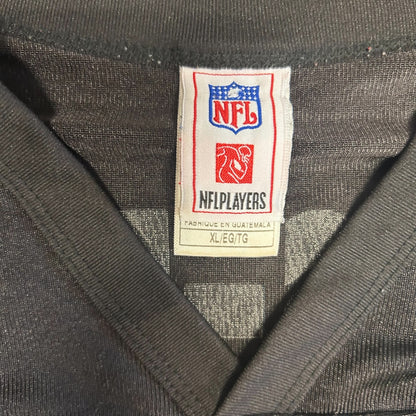 NFL
NFLPLAYERS
FABRIQUE EN GUATEMALA
XL/EG/TG